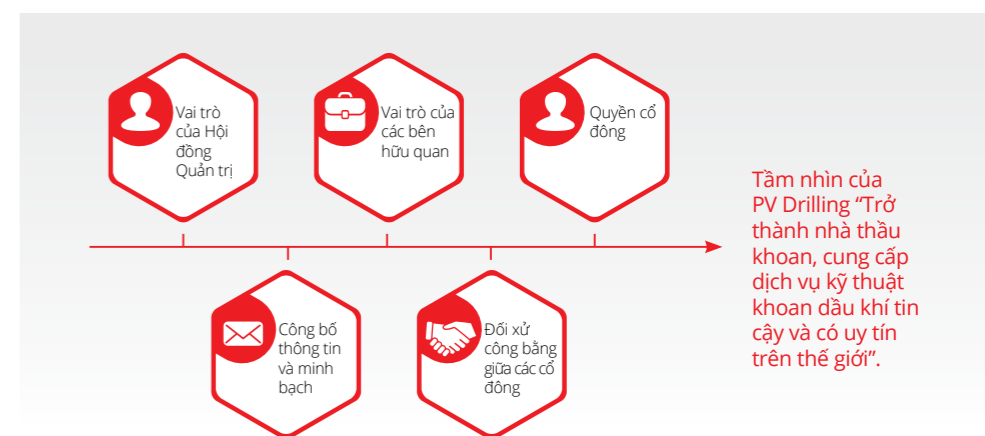 Vai trò
của Hội
đồng
Quản trị
Vai trò của
các bên
hữu quan
Quyền cổ
đông
Công bố
thông tin
và minh
bạch
Đối xử
công bằng
giữa các cổ
đông
Tầm nhìn của
PV Drilling “Trở
thành nhà thầu
khoan, cung cấp
dịch vụ kỹ thuật
khoan dầu khí tin
cậy và có uy tín
trên thế giới”.